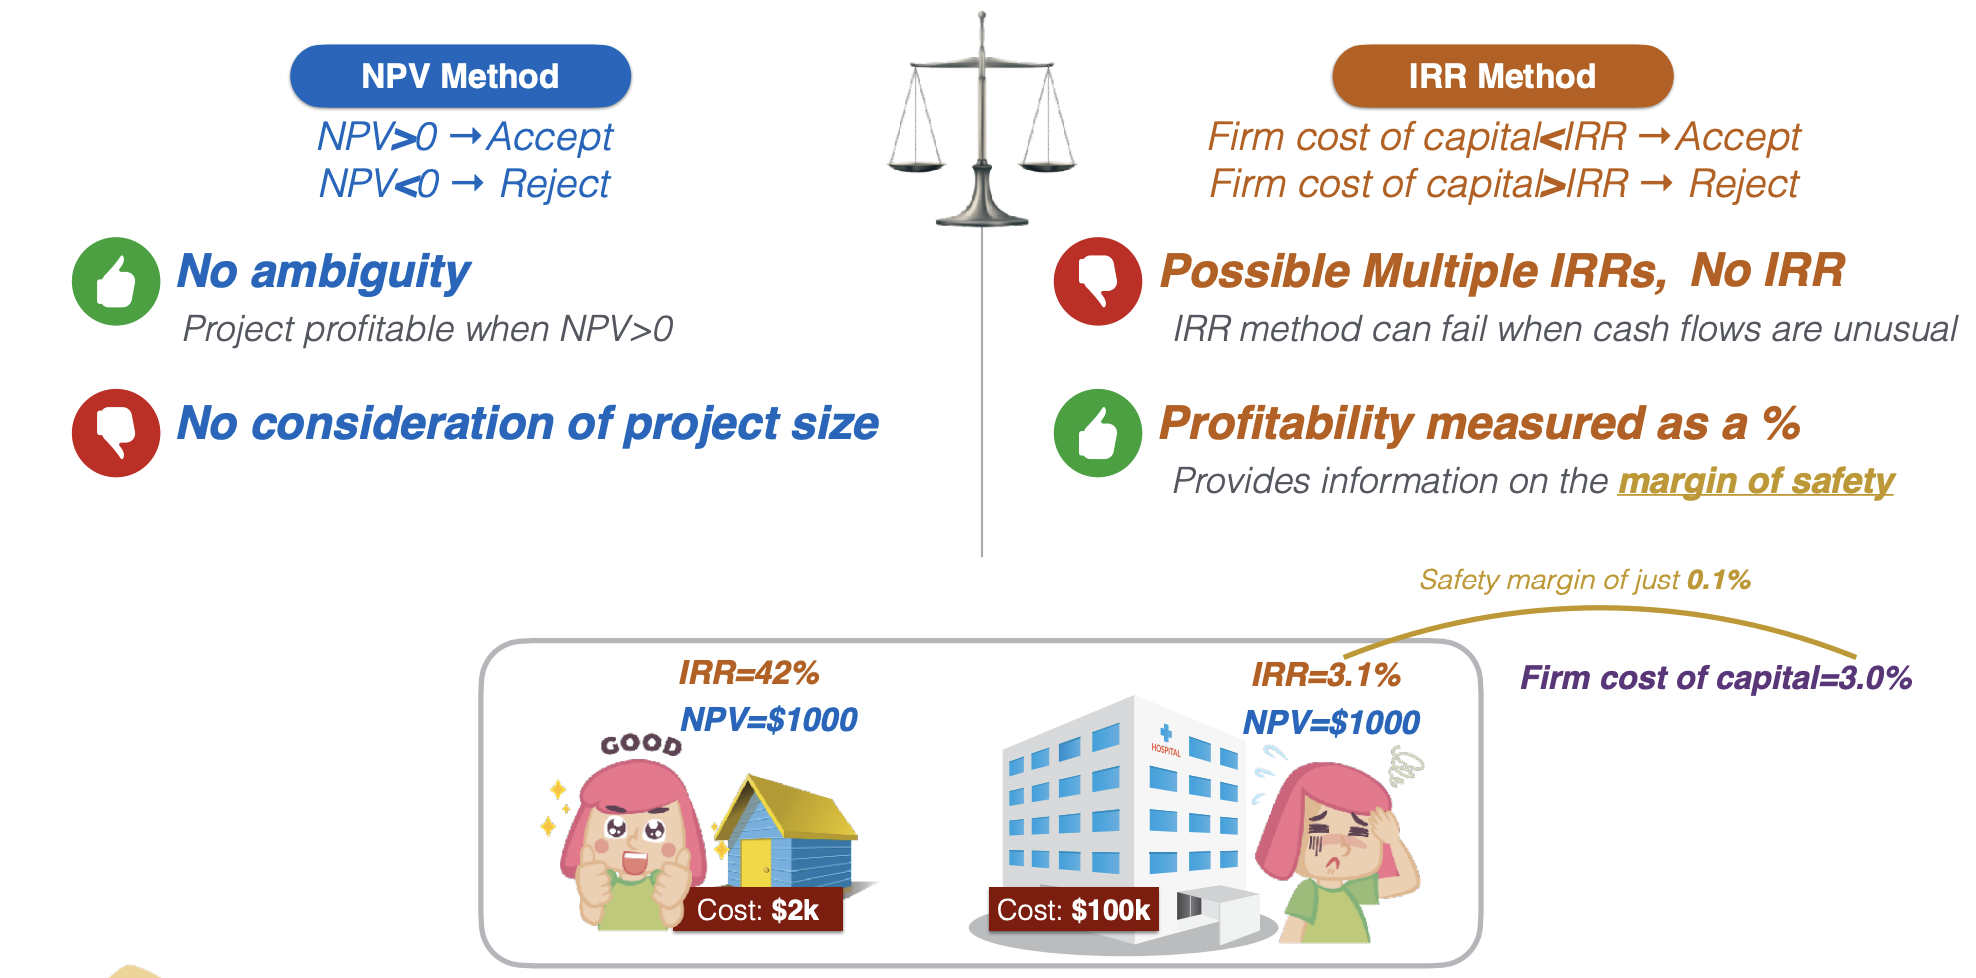 NPV Method
NPV>0 → Accept
NPV<0 → Reject
No ambiguity
Project profitable when NPV>0
No consideration of project size
IRR Method
Firm cost of capital<IRR → Accept
Firm cost of capital>IRR → Reject
Possible Multiple IRRs, No IRR
IRR method can fail when cash flows are unusual
Profitability measured as a %
Provides information on the margin of safety
Safety margin of just 0.1%
IRR=42%
NPV=$1000
GOOD
Cost: $2k
IRR=3.1%
NPV=$1000
HOSPITAL
Cost: $100k
Firm cost of capital=3.0%